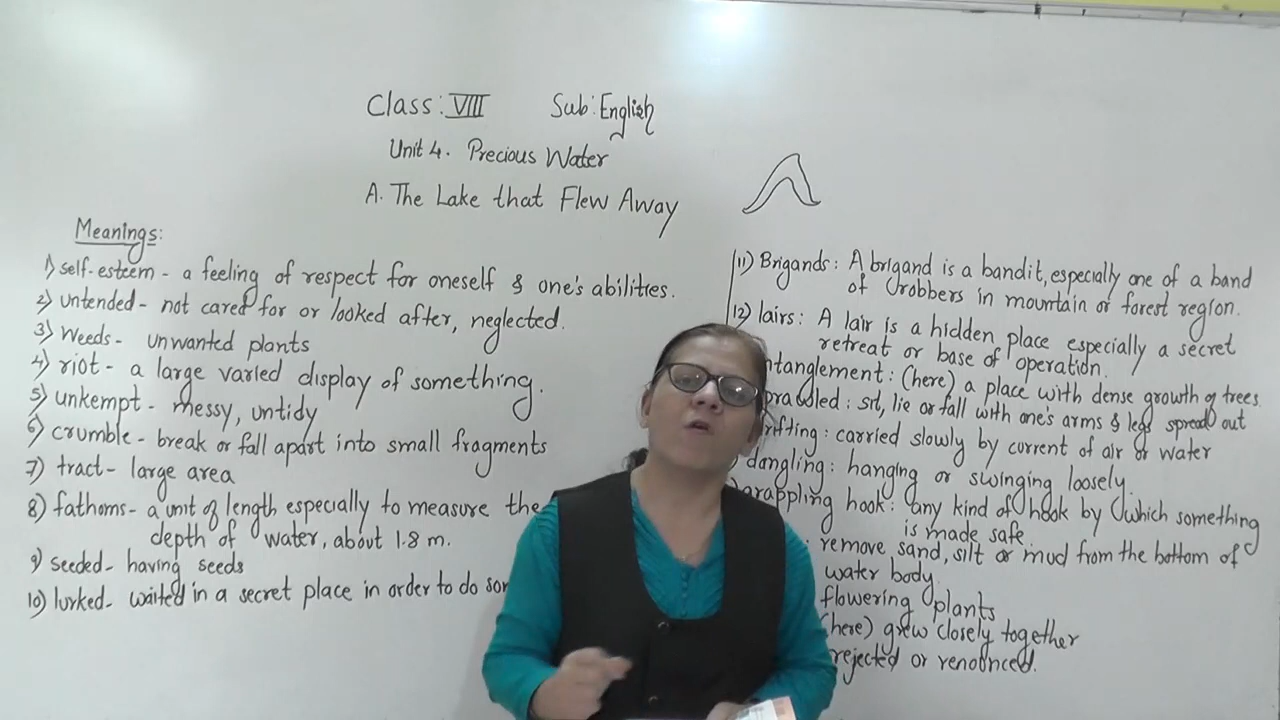 Class: VIII Sub: English
Unit 4. Precious Water
A. The Lake that Flew Away
Meanings:
1) self-esteem - a feeling of respect for oneself & one's abilities.
2) untended - not cared for or looked after, neglected.
3) Weeds - unwanted plants
4) riot - a large varied display of something.
5) unkempt - messy, untidy
6) crumble - break or fall apart into small fragments
7) tract - large area
8) fathoms - a unit of length especially to measure the
depth of water, about 1.8 m.
9) seeded - having seeds
10) lurked - waited in a secret place in order to do
11) Brigands: A brigand is a bandit, especially one of a band
of robbers in mountain or forest region.
12) lairs: A lair is a hidden place especially a secret
retreat or base of operation.
ntanglement: (here) a place with dense growth of trees.
prawled: sit, lie or fall with one's arms & legs spread out
rifting: carried slowly by current of air or water
) dangling: hanging or swinging loosely.
grappling hook: any kind of hook by which something
is made safe.
: remove sand, silt or mud from the bottom of
water body.
flowering plants
(here) grew closely together
rejected or renounced.